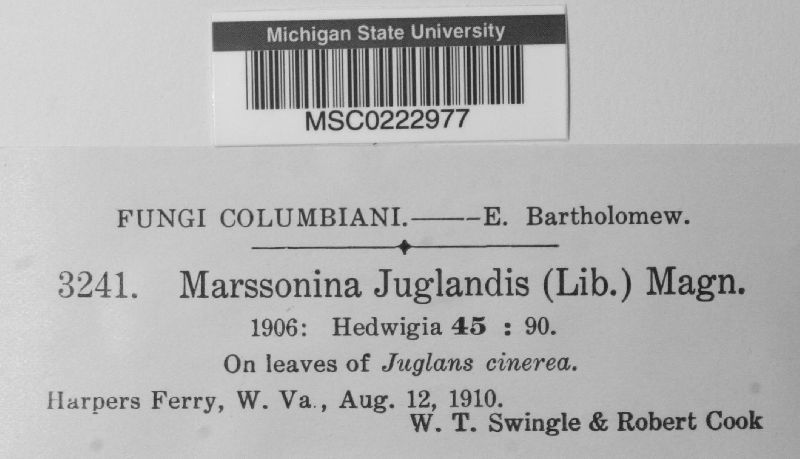 Michigan State University
MSC0222977
FUNGI COLUMBIANI.——E. Bartholomew.
3241. Marssonina Juglandis (Lib.) Magn.
1906: Hedwigia 45 : 90.
On leaves of Juglans cinerea.
Harpers Ferry, W. Va., Aug. 12, 1910.
W. T. Swingle & Robert Cook